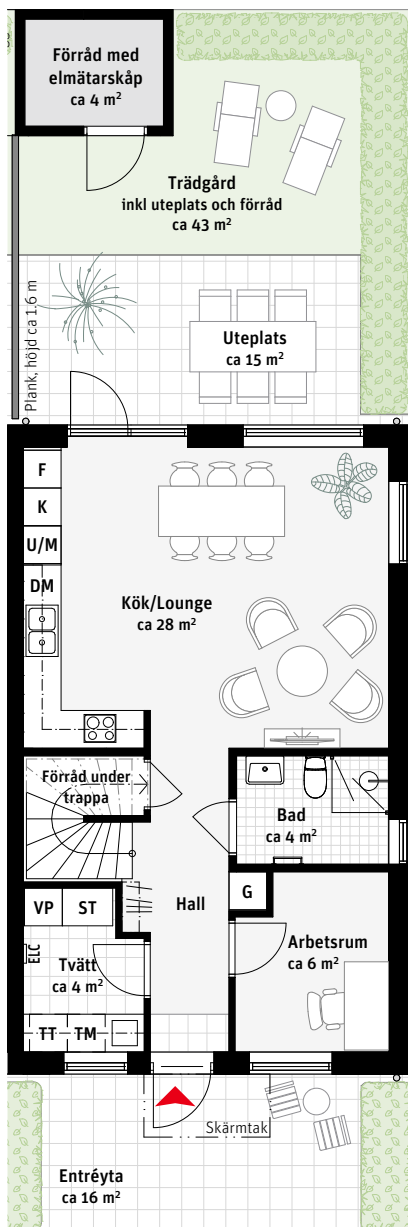 Förråd med
elmätarskåp
ca 4 m²
Trädgård
inkl uteplats och förråd
ca 43 m²
Plank, höjd ca 1,6 m
Uteplats
ca 15 m²
F
K
U/M
DM
Kök/Lounge
ca 28 m²
Förråd under
trappa
Bad
ca 4 m²
VP
ST
G
Hall
ELC
Tvätt
ca 4 m²
Arbetsrum
ca 6 m²
TT
TM
Skärmtak
Entréyta
ca 16 m²